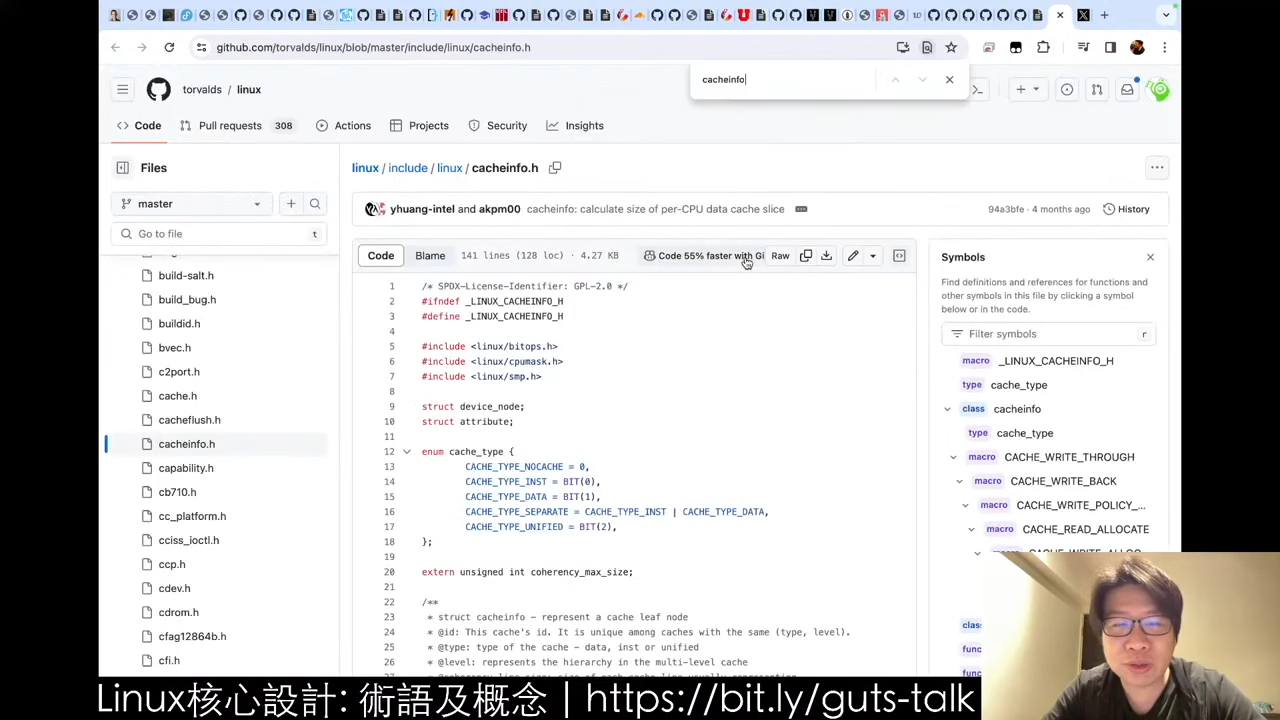 github.com/torvalds/linux/blob/master/include/linux/cacheinfo.h
cacheinfo
torvalds / linux
Code
Pull requests 308
Actions
Projects
Security
Insights
Files
master
Go to file t
build-salt.h
build_bug.h
buildid.h
bvec.h
c2port.h
cache.h
cacheflush.h
cacheinfo.h
capability.h
cb710.h
cc_platform.h
cciss_ioctl.h
ccp.h
cdev.h
cdrom.h
cfag12864b.h
cfi.h
linux / include / linux / cacheinfo.h
yhuang-intel and akpm00 cacheinfo: calculate size of per-CPU data cache slice
94a3bfe · 4 months ago History
Code Blame 141 lines (128 loc) · 4.27 KB Code 55% faster with Gi Raw
1 /* SPDX-License-Identifier: GPL-2.0 */
2 #ifndef _LINUX_CACHEINFO_H
3 #define _LINUX_CACHEINFO_H
4
5 #include <linux/bitops.h>
6 #include <linux/cpumask.h>
7 #include <linux/smp.h>
8
9 struct device_node;
10 struct attribute;
11
12 enum cache_type {
13 CACHE_TYPE_NOCACHE = 0,
14 CACHE_TYPE_INST = BIT(0),
15 CACHE_TYPE_DATA = BIT(1),
16 CACHE_TYPE_SEPARATE = CACHE_TYPE_INST | CACHE_TYPE_DATA,
17 CACHE_TYPE_UNIFIED = BIT(2),
18 };
19
20 extern unsigned int coherency_max_size;
21
22 /**
23 * struct cacheinfo - represent a cache leaf node
24 * @id: This cache's id. It is unique among caches with the same (type, level).
25 * @type: type of the cache - data, inst or unified
26 * @level: represents the hierarchy in the multi-level cache
Symbols
Find definitions and references for functions and
other symbols in this file by clicking a symbol
below or in the code.
Filter symbols r
macro _LINUX_CACHEINFO_H
type cache_type
class cacheinfo
type cache_type
macro CACHE_WRITE_THROUGH
macro CACHE_WRITE_BACK
macro CACHE_WRITE_POLICY_...
macro CACHE_READ_ALLOCATE
Linux核心設計: 術語及概念 | https://bit.ly/guts-talk